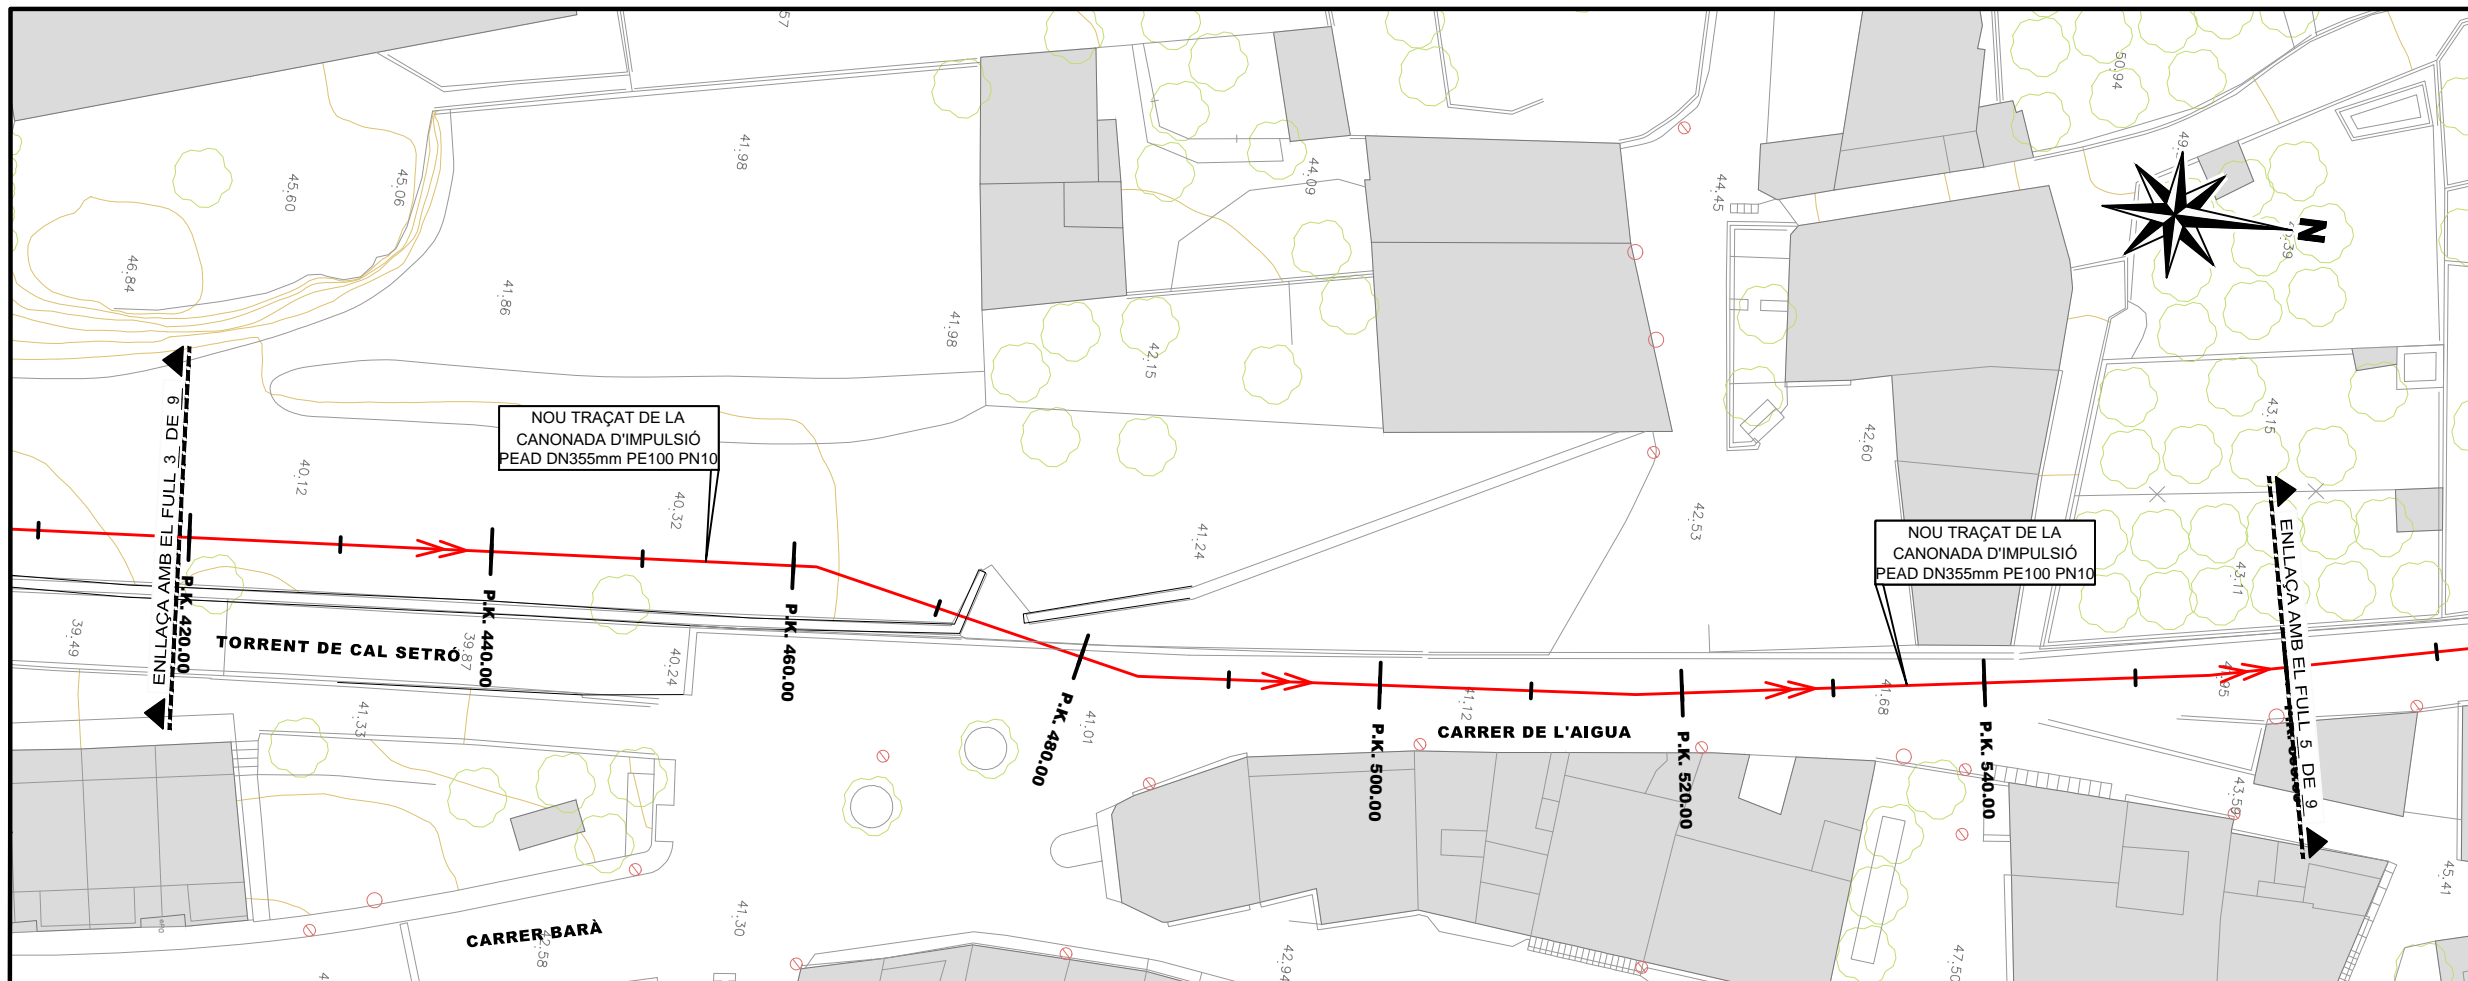 57
50.94
41.98
45.60
45.06
44.09
44.45
46.84
41.86
41.98
42.15
N
ENLLAÇA AMB EL FULL 3 DE 9
NOU TRAÇAT DE LA
CANONADA D'IMPULSIÓ
PEAD DN355mm PE100 PN10
40.12
40.32
41.24
42.53
42.60
43.15
43.11
NOU TRAÇAT DE LA
CANONADA D'IMPULSIÓ
PEAD DN355mm PE100 PN10
ENLLAÇA AMB EL FULL 5 DE 9
39.49
P.K. 420.00
TORRENT DE CAL SETRÓ
39.87
P.K. 440.00
40.24
P.K. 460.00
P.K. 480.00
41.01
41.33
P.K. 500.00
41.12
CARRER DE L'AIGUA
P.K. 520.00
41.68
P.K. 540.00
43.59
45.41
CARRER BARÀ
42.58
41.30
42.94
47.50